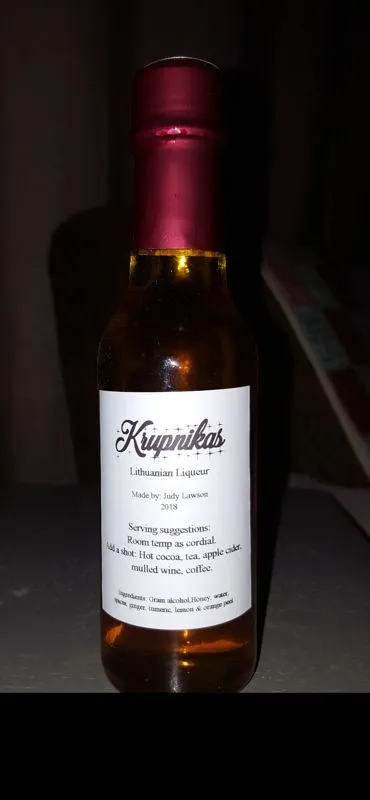 Krupnikas
Lithuanian Liqueur
Made by: Judy Lawson
2018
Serving suggestions:
Room temp as cordial.
Add a shot: Hot cocoa, tea, apple cider,
mulled wine, coffee.
Ingredients: Grain alcohol,Honey, water,
spices, ginger, tumeric, lemon & orange peel